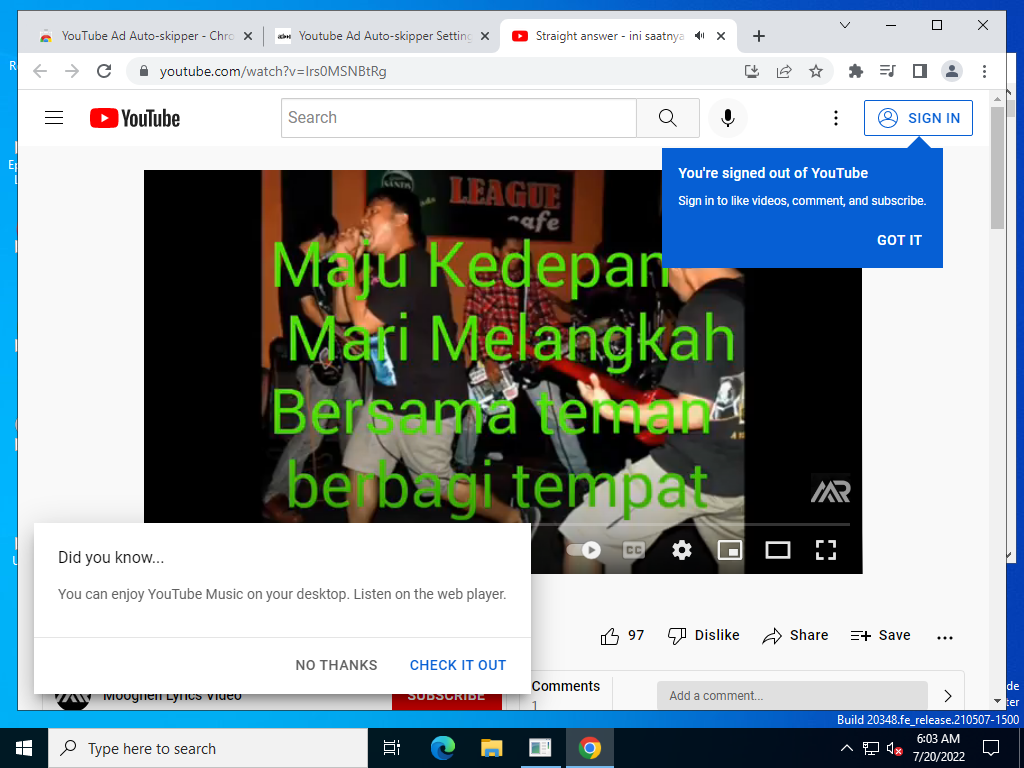 YouTube Ad Auto-skipper - Chro
Youtube Ad Auto-skipper Setting
Straight answer - ini saatnya
youtube.com/watch?v=Irs0MSNBtRg
YouTube
Search
SIGN IN
You're signed out of YouTube
Sign in to like videos, comment, and subscribe.
GOT IT
LEAGUE
cafe
Maju Kedepan
Mari Melangkah
Bersama teman
berbagi tempat
CC
Did you know...
You can enjoy YouTube Music on your desktop. Listen on the web player.
NO THANKS
CHECK IT OUT
97
Dislike
Share
Save
Moogneh Lyrics Video
SUBSCRIBE
Comments
1
Add a comment...
Build 20348.fe_release.210507-1500
Type here to search
6:03 AM
7/20/2022